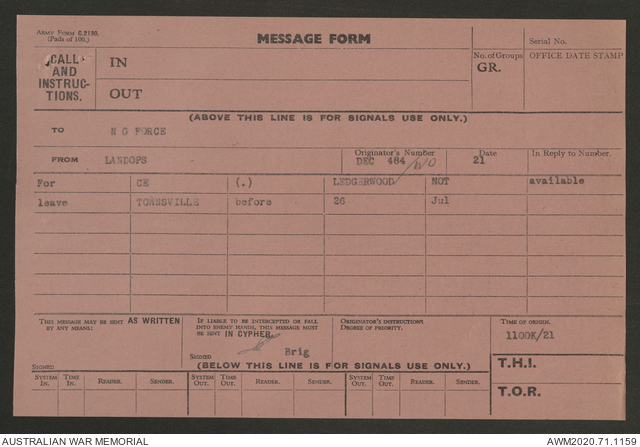 Army Form C.2130.
(Pads of 100.)
MESSAGE FORM
Serial No.
CALL
AND
INSTRUC-
TIONS.
IN
OUT
No. of Groups
GR.
OFFICE DATE STAMP
(ABOVE THIS LINE IS FOR SIGNALS USE ONLY.)
TO N G FORCE
FROM LANDOPS
Originator's Number
DEC 484
Date
21
In Reply to Number.
For CE (.) LEDGERWOOD NOT available
leave TOWNSVILLE before 26 Jul
THIS MESSAGE MAY BE SENT AS WRITTEN
BY ANY MEANS:
SIGNED
IF LIABLE TO BE INTERCEPTED OR FALL
INTO ENEMY HANDS, THIS MESSAGE MUST
BE SENT IN CYPHER.
SIGNED Brig
ORIGINATOR'S INSTRUCTIONS
DEGREE OF PRIORITY.
TIME OF ORIGIN.
1100K/21
(BELOW THIS LINE IS FOR SIGNALS USE ONLY.)
T.H.I.
T.O.R.
SYSTEM IN. TIME IN. READER. SENDER. SYSTEM OUT. TIME OUT. READER. SENDER. SYSTEM OUT. TIME OUT. READER. SENDER.
AUSTRALIAN WAR MEMORIAL
AWM2020.71.1159